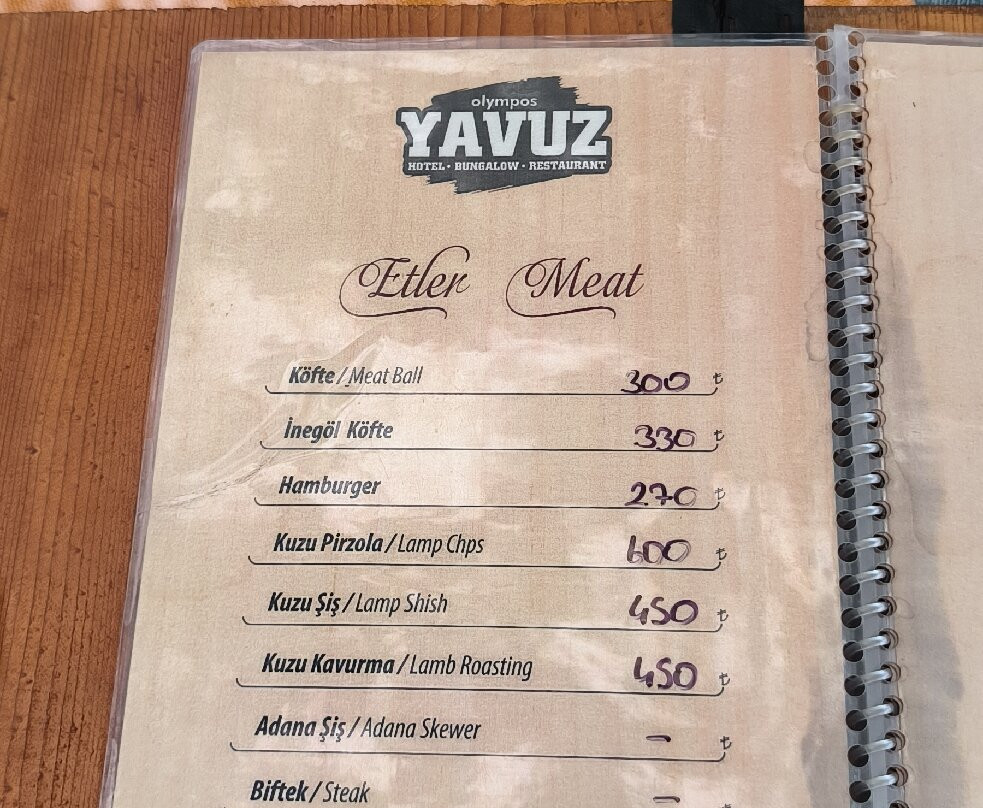 olympos
YAVUZ
HOTEL • BUNGALOW • RESTAURANT
Etler Meat
Köfte / Meat Ball 300 ₺
İnegöl Köfte 330 ₺
Hamburger 270 ₺
Kuzu Pirzola / Lamp Chps 600 ₺
Kuzu Şiş / Lamp Shish 450 ₺
Kuzu Kavurma / Lamb Roasting 450 ₺
Adana Şiş / Adana Skewer – ₺
Biftek / Steak – ₺